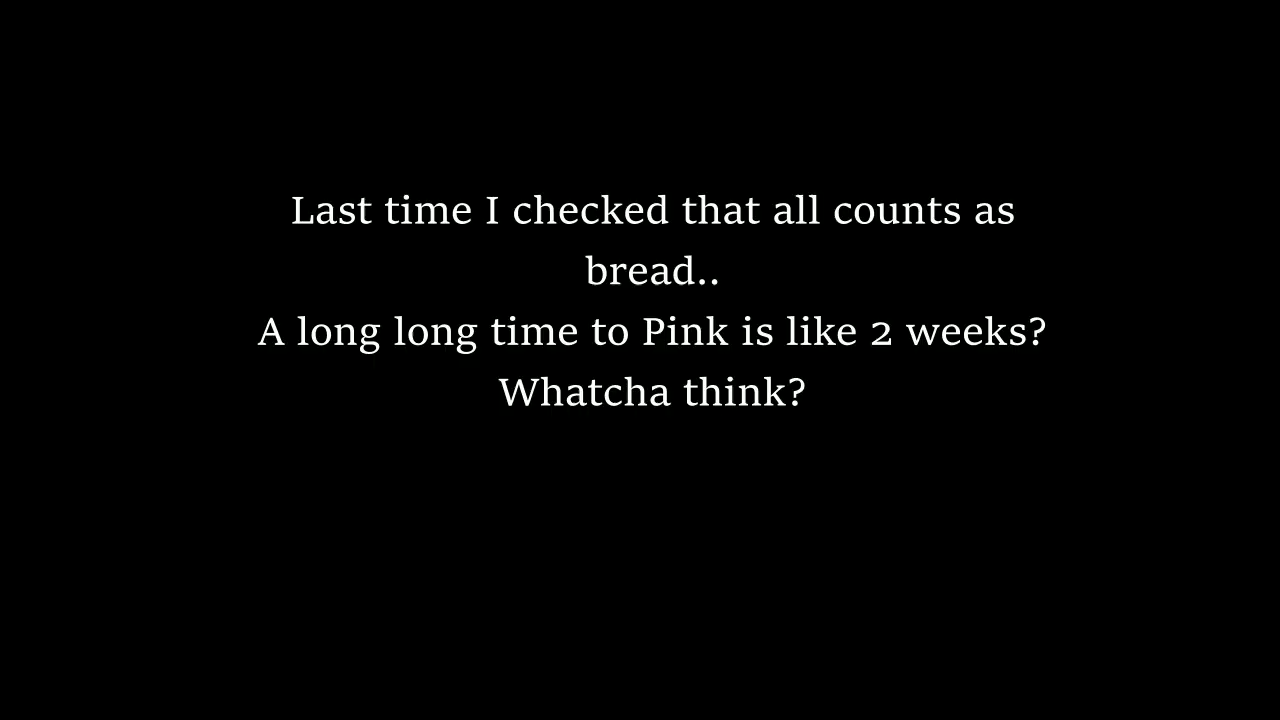 Last time I checked that all counts as
bread..
A long long time to Pink is like 2 weeks?
Whatcha think?